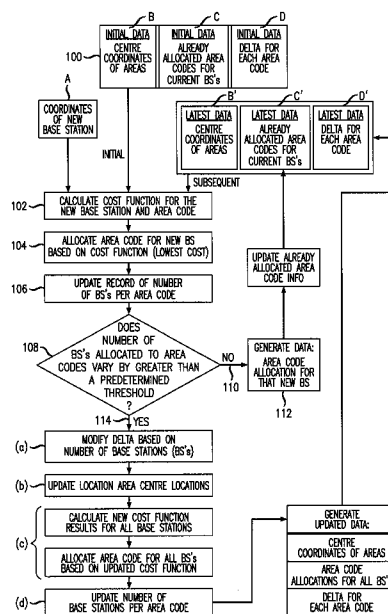 B
C
D
100
INITIAL DATA
CENTRE
COORDINATES
OF AREAS
INITIAL DATA
ALREADY
ALLOCATED AREA
CODES FOR
CURRENT BS's
INITIAL DATA
DELTA FOR
EACH AREA
CODE
A
COORDINATES
OF NEW
BASE STATION
INITIAL
B'
C'
D'
LATEST DATA
CENTRE
COORDINATES
OF AREAS
LATEST DATA
ALREADY
ALLOCATED AREA
CODES FOR
CURRENT BS's
LATEST DATA
DELTA FOR
EACH AREA
CODE
SUBSEQUENT
102
CALCULATE COST FUNCTION FOR THE
NEW BASE STATION AND AREA CODE
104
ALLOCATE AREA CODE FOR NEW BS
BASED ON COST FUNCTION (LOWEST COST)
106
UPDATE RECORD OF NUMBER
OF BS's PER AREA CODE
UPDATE ALREADY
ALLOCATED AREA
CODE INFO
108
DOES
NUMBER OF
BS's ALLOCATED TO AREA
CODES VARY BY GREATER THAN
A PREDETERMINED
THRESHOLD
?
NO
110
GENERATE DATA:
AREA CODE
ALLOCATION FOR
THAT NEW BS
112
114
YES
(a)
MODIFY DELTA BASED ON
NUMBER OF BASE STATIONS (BS's)
(b)
UPDATE LOCATION AREA CENTRE LOCATIONS
(c)
CALCULATE NEW COST FUNCTION
RESULTS FOR ALL BASE STATIONS
ALLOCATE AREA CODE FOR ALL BS's
BASED ON UPDATED COST FUNCTION
(d)
UPDATE NUMBER OF
BASE STATIONS PER AREA CODE
GENERATE
UPDATED DATA:
CENTRE
COORDINATES OF AREAS
AREA CODE
ALLOCATIONS FOR ALL BS'
DELTA FOR
EACH AREA CODE